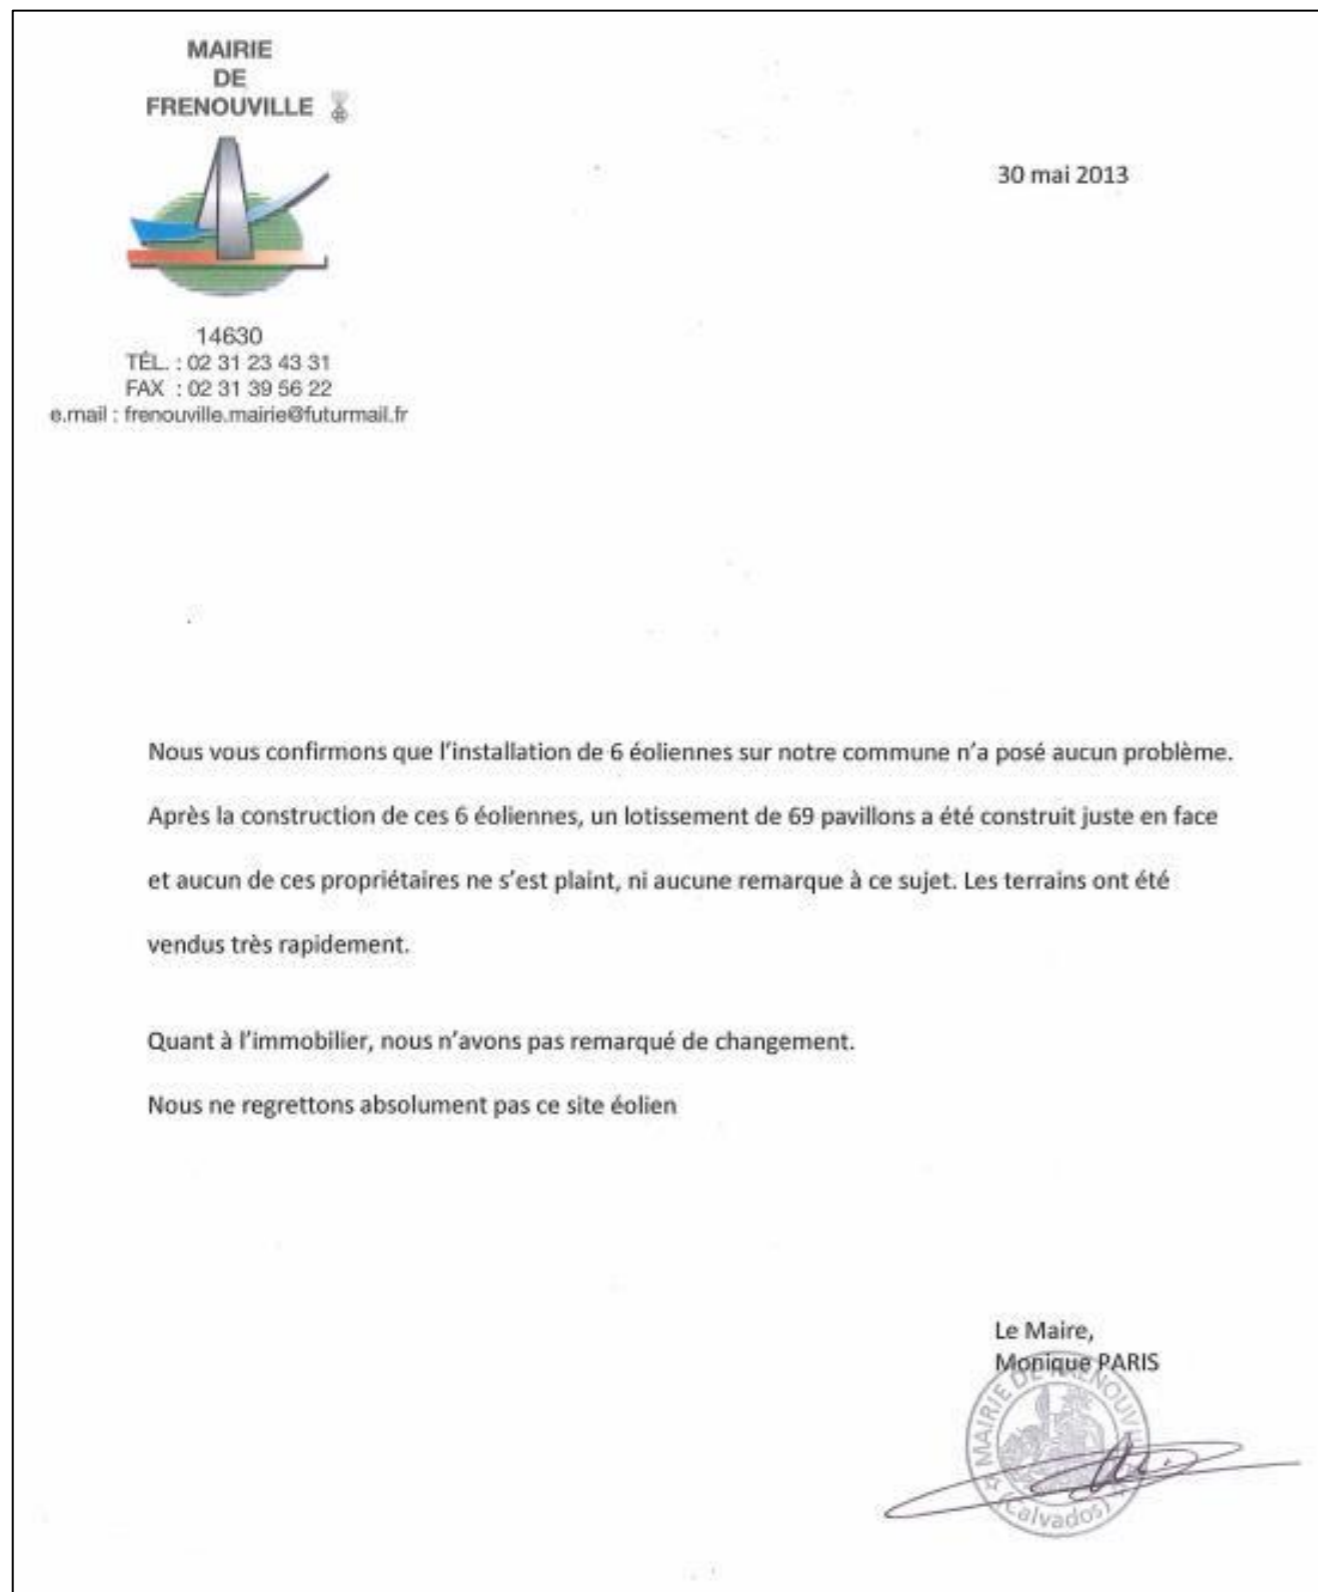 MAIRIE
DE
FRENOUVILLE
30 mai 2013
14630
TÉL. : 02 31 23 43 31
FAX : 02 31 39 56 22
e.mail : frenouville.mairie@futurmail.fr
Nous vous confirmons que l'installation de 6 éoliennes sur notre commune n'a posé aucun problème.
Après la construction de ces 6 éoliennes, un lotissement de 69 pavillons a été construit juste en face
et aucun de ces propriétaires ne s'est plaint, ni aucune remarque à ce sujet. Les terrains ont été
vendus très rapidement.
Quant à l'immobilier, nous n'avons pas remarqué de changement.
Nous ne regrettons absolument pas ce site éolien
Le Maire,
Monique PARIS
MAIRIE DE FRENOUVILLE
(Calvados)